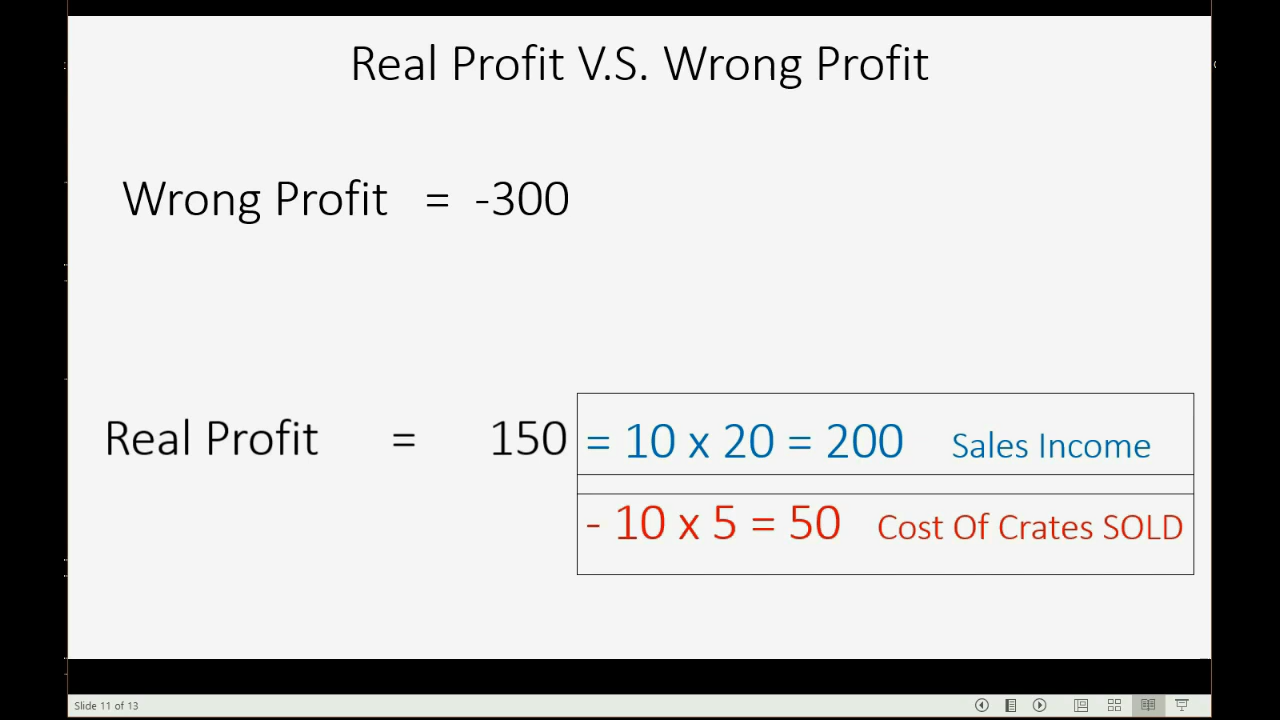 Real Profit V.S. Wrong Profit
Wrong Profit = -300
Real Profit = 150 = 10 x 20 = 200 Sales Income
- 10 x 5 = 50 Cost Of Crates SOLD
Slide 11 of 13